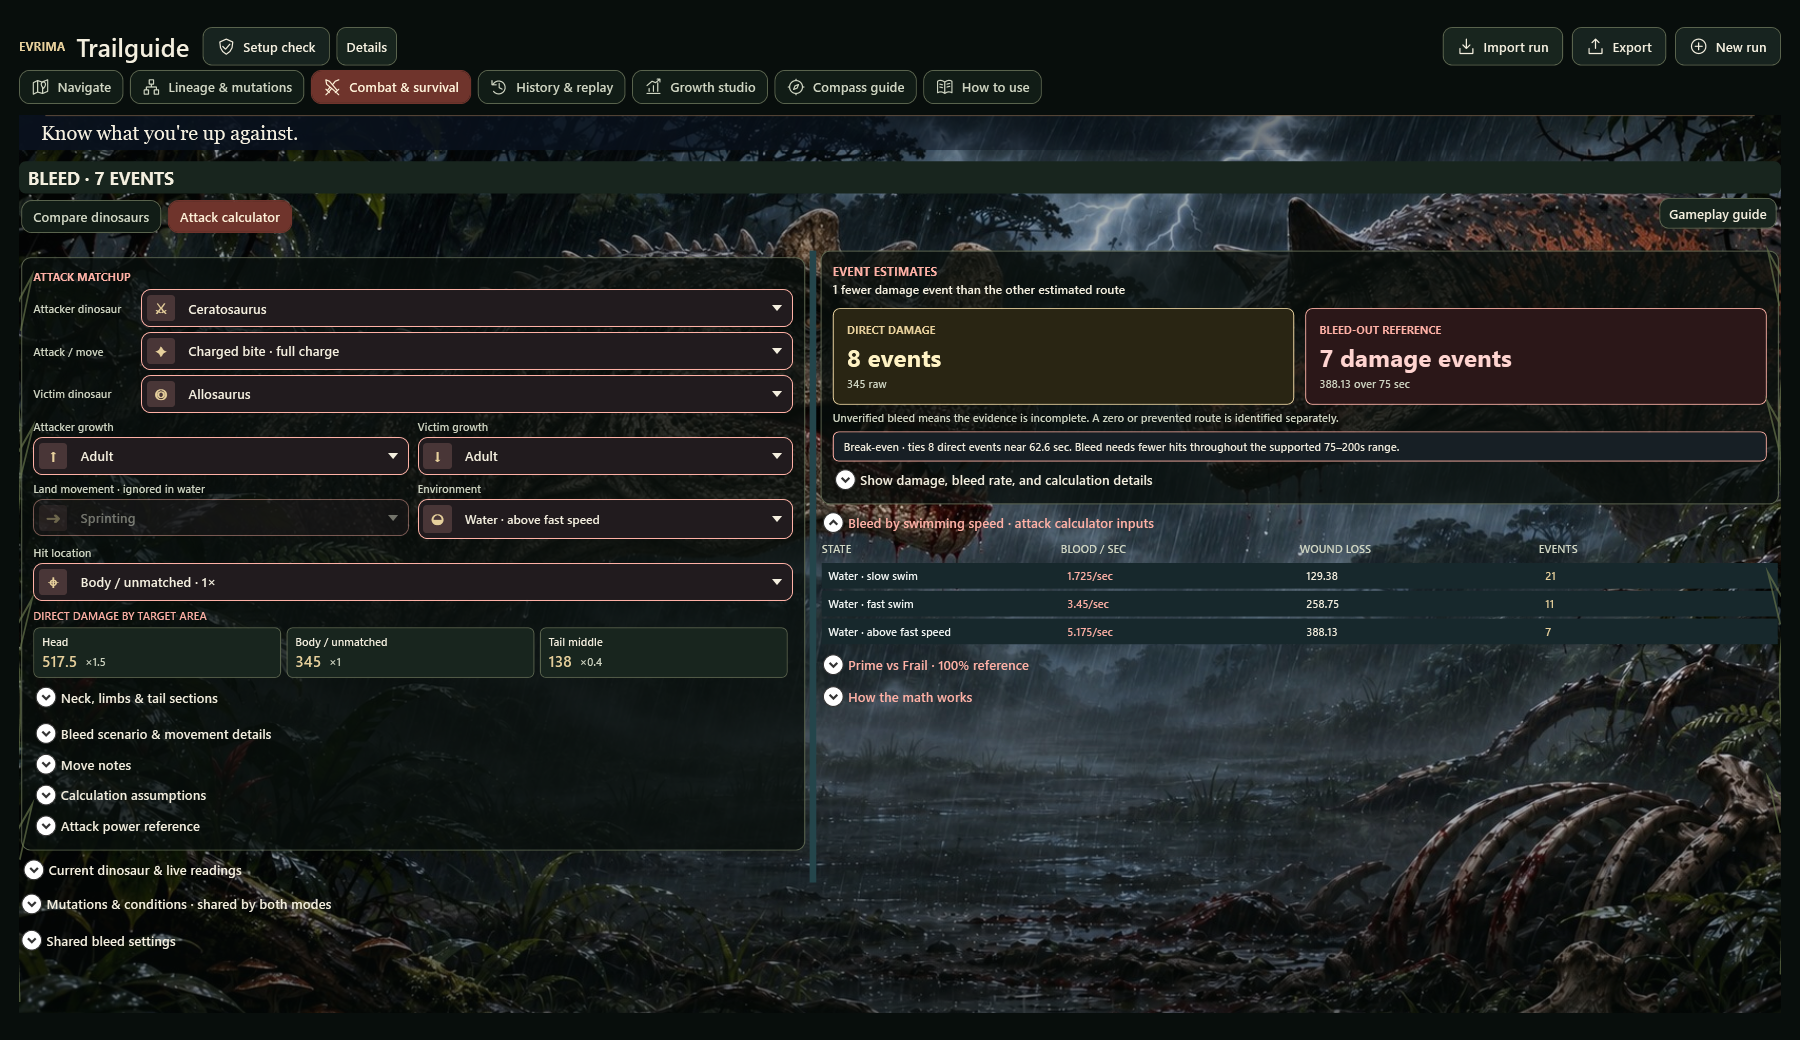 EVRIMA Trailguide Setup check Details Import run Export New run
Navigate Lineage & mutations Combat & survival History & replay Growth studio Compass guide How to use
Know what you're up against.
BLEED · 7 EVENTS
Compare dinosaurs Attack calculator Gameplay guide
ATTACK MATCHUP
Attacker dinosaur Ceratosaurus
Attack / move Charged bite · full charge
Victim dinosaur Allosaurus
Attacker growth Victim growth
Adult Adult
Land movement · ignored in water Environment
Sprinting Water · above fast speed
Hit location
Body / unmatched · 1×
DIRECT DAMAGE BY TARGET AREA
Head Body / unmatched Tail middle
517.5 ×1.5 345 ×1 138 ×0.4
Neck, limbs & tail sections
Bleed scenario & movement details
Move notes
Calculation assumptions
Attack power reference
Current dinosaur & live readings
Mutations & conditions · shared by both modes
Shared bleed settings
EVENT ESTIMATES
1 fewer damage event than the other estimated route
DIRECT DAMAGE BLEED-OUT REFERENCE
8 events 7 damage events
345 raw 388.13 over 75 sec
Unverified bleed means the evidence is incomplete. A zero or prevented route is identified separately.
Break-even · ties 8 direct events near 62.6 sec. Bleed needs fewer hits throughout the supported 75–200s range.
Show damage, bleed rate, and calculation details
Bleed by swimming speed · attack calculator inputs
STATE BLOOD / SEC WOUND LOSS EVENTS
Water · slow swim 1.725/sec 129.38 21
Water · fast swim 3.45/sec 258.75 11
Water · above fast speed 5.175/sec 388.13 7
Prime vs Frail · 100% reference
How the math works